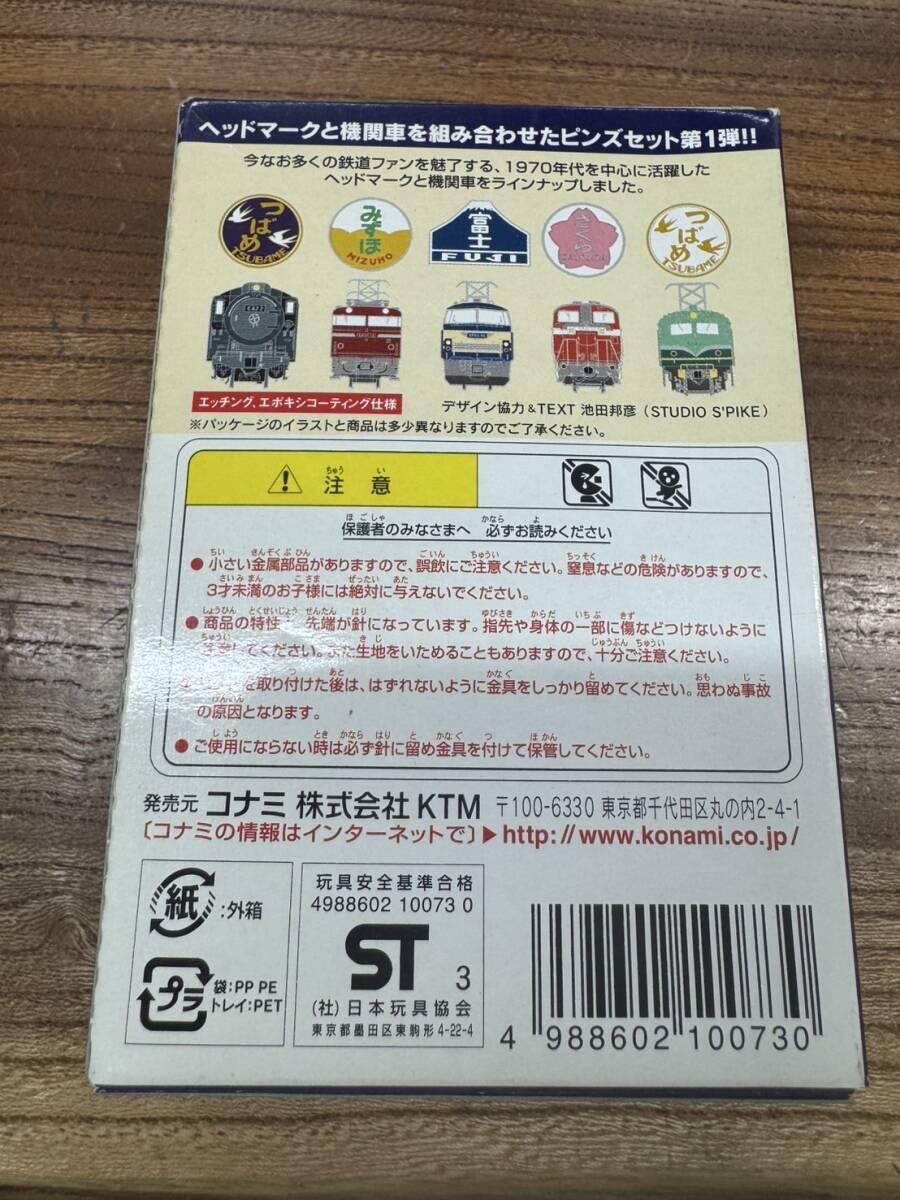 ヘッドマークと機関車を組み合わせたピンズセット第1弾!!
今なお多くの鉄道ファンを魅了する、1970年代を中心に活躍した
ヘッドマークと機関車をラインナップしました。
つばめ
TSUBAME
みずほ
MIZUHO
富士
FUJI
さくら
つばめ
TSUBAME
エッチング、エポキシコーティング仕様
デザイン協力&TEXT 池田邦彦(STUDIO S'PIKE)
※パッケージのイラストと商品は多少異なりますのでご了承ください。
注意
保護者のみなさまへ 必ずお読みください
●小さい金属部品がありますので、誤飲にご注意ください。窒息などの危険がありますので、
3才未満のお子様には絶対に与えないでください。
●商品の特性 先端が針になっています。指先や身体の一部に傷などつけないように
してください。また生地をいためることもありますので、十分ご注意ください。
を取り付けた後は、はずれないように金具をしっかり留めてください。思わぬ事故
の原因となります。
●ご使用にならない時は必ず針に留め金具を付けて保管してください。
発売元 コナミ 株式会社 KTM 〒100-6330 東京都千代田区丸の内2-4-1
〔コナミの情報はインターネットで〕▶http://www.konami.co.jp/
紙:外箱
プラ
袋:PP PE
トレイ:PET
玩具安全基準合格
4988602 10073 0
ST 3
(社)日本玩具協会
東京都墨田区東駒形4-22-4
4 988602 100730